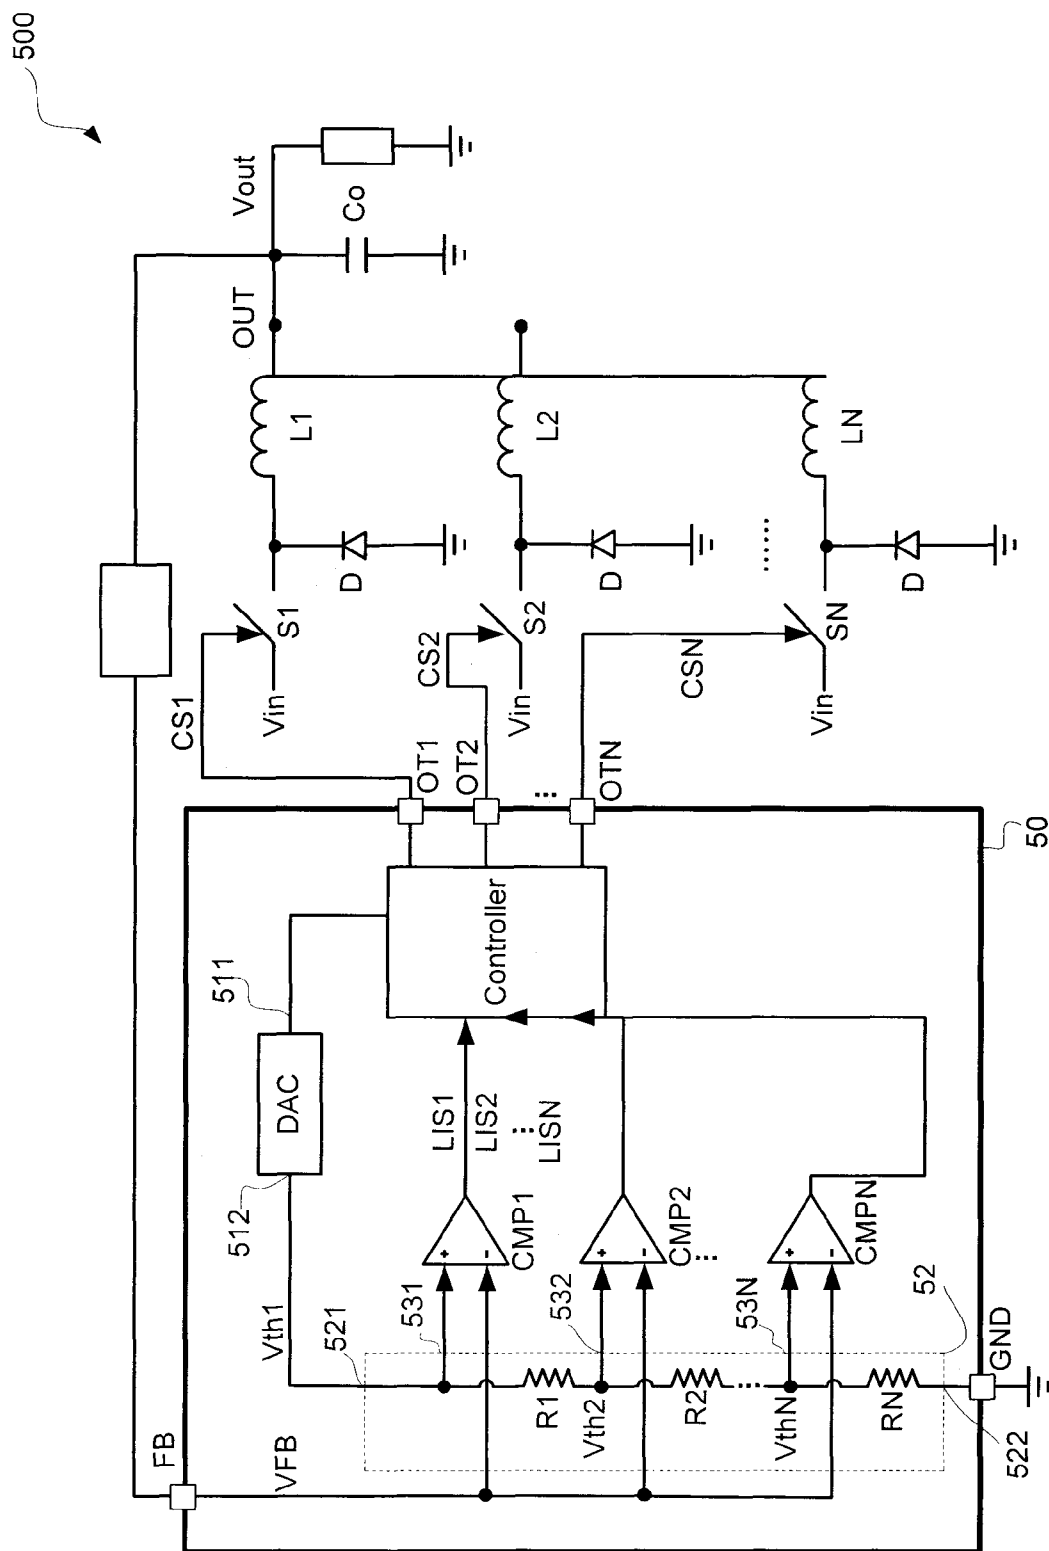 500
Vout
Co
OUT
L1
L2
LN
D
D
D
......
S1
S2
SN
CS1
CS2
CSN
Vin
Vin
Vin
OT1
OT2
...
OTN
50
511
DAC
512
Controller
LIS1
LIS2
...
LISN
+
-
CMP1
+
-
CMP2
...
+
-
CMPN
Vth1
521
531
532
53N
52
R1
Vth2
R2
...
VthN
RN
522
GND
FB
VFB